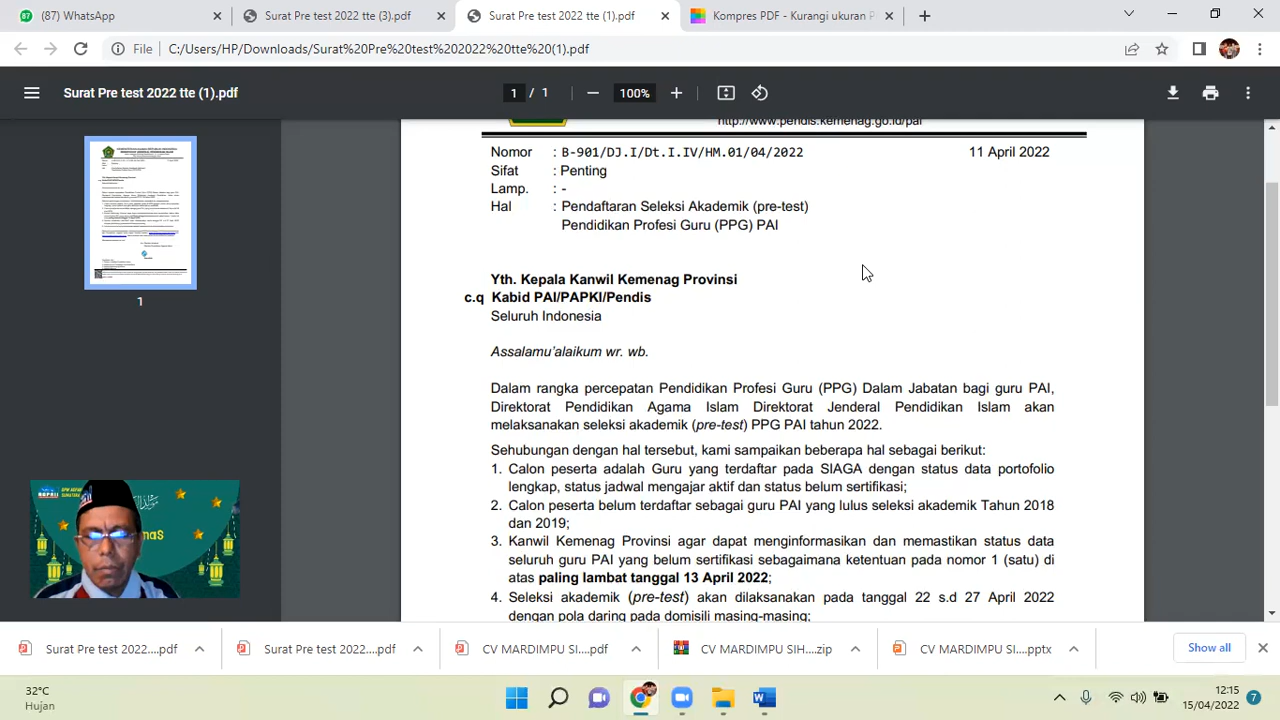 (87) WhatsApp
Surat Pre test 2022 tte (3).pdf
Surat Pre test 2022 tte (1).pdf
Kompres PDF - Kurangi ukuran P
File
C:/Users/HP/Downloads/Surat%20Pre%20test%202022%20tte%20(1).pdf
Surat Pre test 2022 tte (1).pdf
1 / 1
100%
1
http://www.pendis.kemenag.go.id/pai
Nomor : B-901/DJ.I/Dt.I.IV/HM.01/04/2022 11 April 2022
Sifat : Penting
Lamp. : -
Hal : Pendaftaran Seleksi Akademik (pre-test)
Pendidikan Profesi Guru (PPG) PAI
Yth. Kepala Kanwil Kemenag Provinsi
c.q Kabid PAI/PAPKI/Pendis
Seluruh Indonesia
Assalamu’alaikum wr. wb.
Dalam rangka percepatan Pendidikan Profesi Guru (PPG) Dalam Jabatan bagi guru PAI,
Direktorat Pendidikan Agama Islam Direktorat Jenderal Pendidikan Islam akan
melaksanakan seleksi akademik (pre-test) PPG PAI tahun 2022.
Sehubungan dengan hal tersebut, kami sampaikan beberapa hal sebagai berikut:
1. Calon peserta adalah Guru yang terdaftar pada SIAGA dengan status data portofolio
lengkap, status jadwal mengajar aktif dan status belum sertifikasi;
2. Calon peserta belum terdaftar sebagai guru PAI yang lulus seleksi akademik Tahun 2018
dan 2019;
3. Kanwil Kemenag Provinsi agar dapat menginformasikan dan memastikan status data
seluruh guru PAI yang belum sertifikasi sebagaimana ketentuan pada nomor 1 (satu) di
atas paling lambat tanggal 13 April 2022;
4. Seleksi akademik (pre-test) akan dilaksanakan pada tanggal 22 s.d 27 April 2022
dengan pola daring pada domisili masing-masing;
Surat Pre test 2022....pdf
Surat Pre test 2022....pdf
CV MARDIMPU SI....pdf
CV MARDIMPU SIH....zip
CV MARDIMPU SI....pptx
Show all
32°C
Hujan
12:15
15/04/2022
7